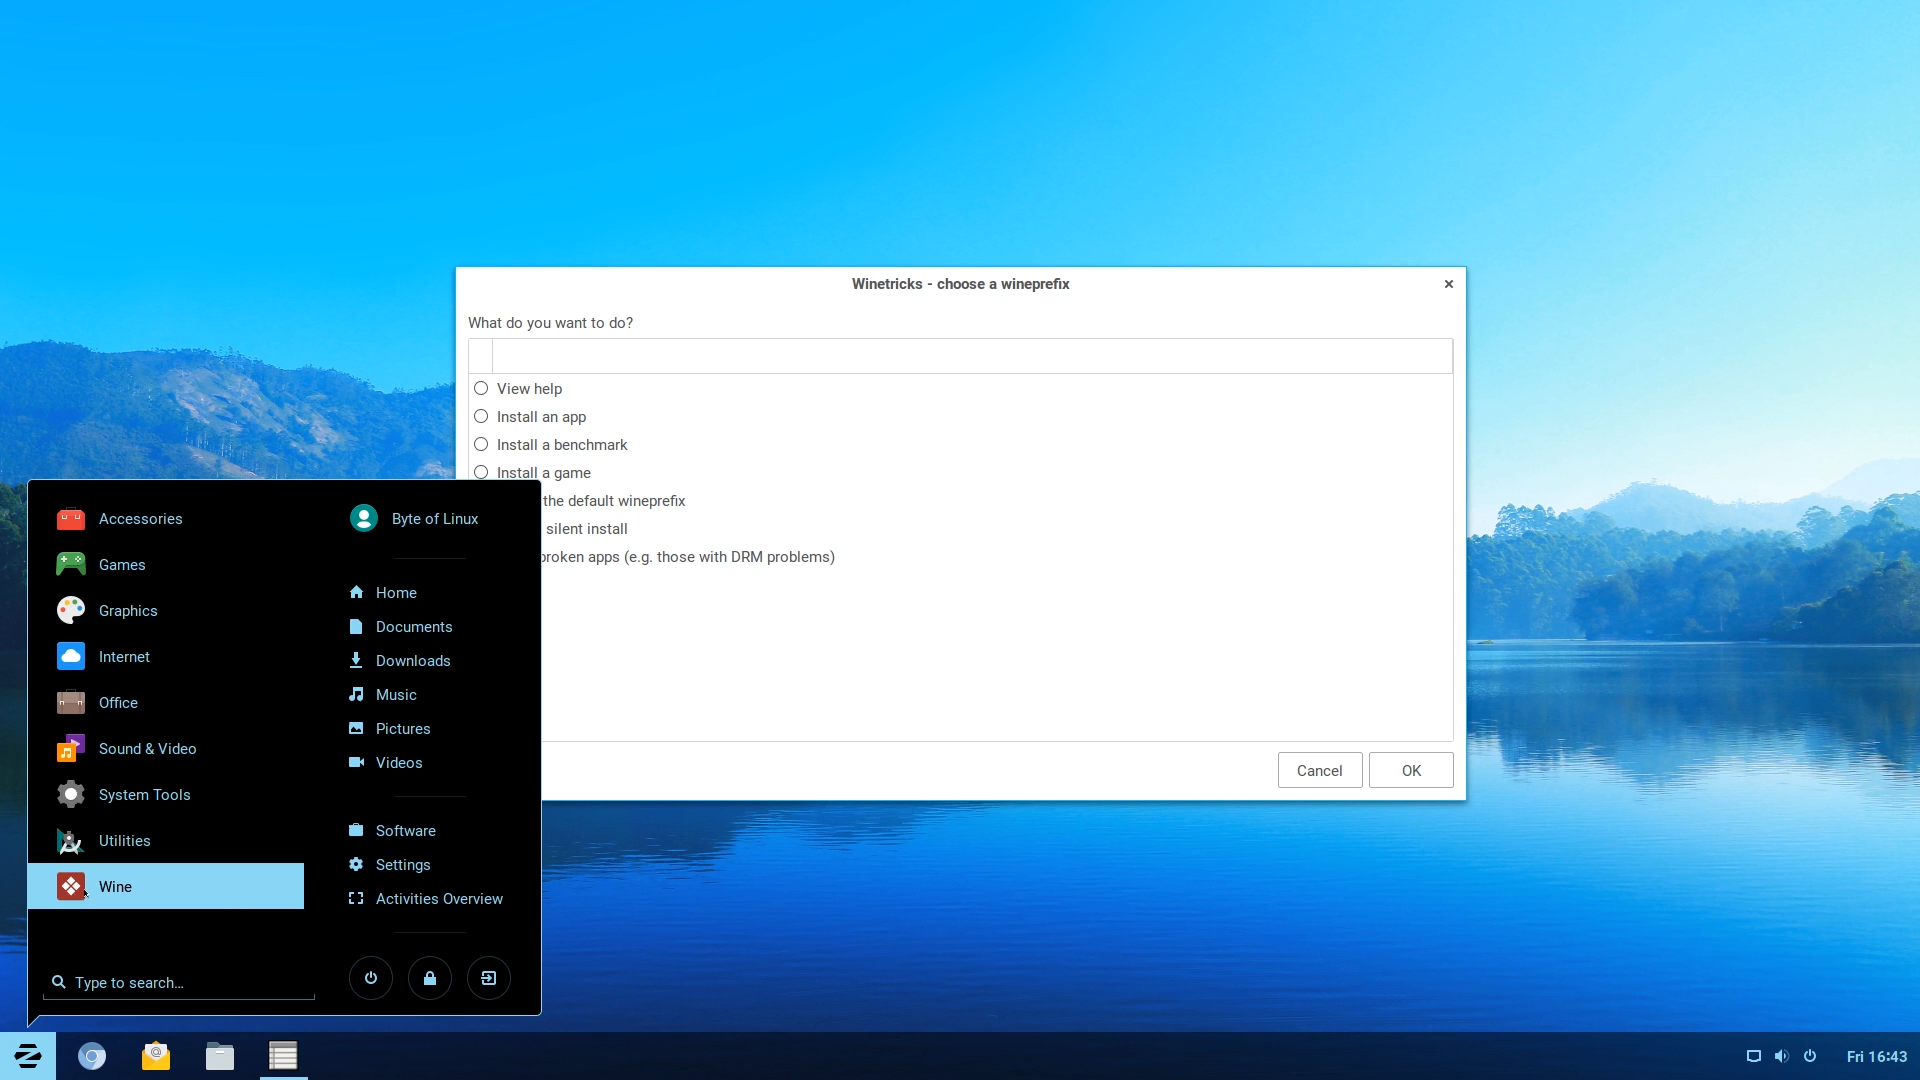 Winetricks - choose a wineprefix
What do you want to do?
View help
Install an app
Install a benchmark
Install a game
the default wineprefix
silent install
broken apps (e.g. those with DRM problems)
Cancel
OK
Accessories
Games
Graphics
Internet
Office
Sound & Video
System Tools
Utilities
Wine
Type to search...
Byte of Linux
Home
Documents
Downloads
Music
Pictures
Videos
Software
Settings
Activities Overview
Fri 16:43